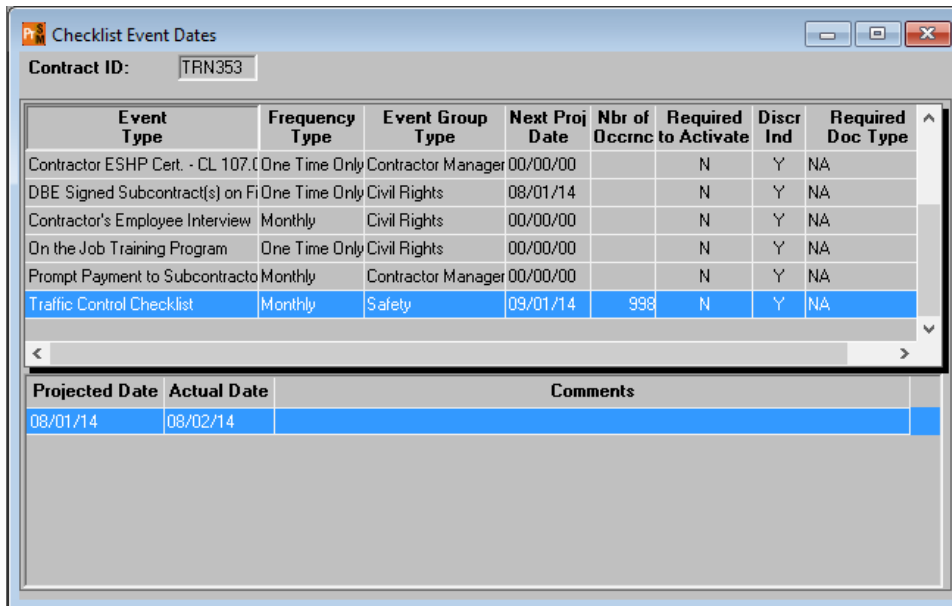 Checklist Event Dates
Contract ID: TRN353
Event Type Frequency Type Event Group Type Next Proj Date Nbr of Occrnc Required to Activate Discr Ind Required Doc Type
Contractor ESHP Cert. - CL 107.0 One Time Only Contractor Manager 00/00/00 N Y NA
DBE Signed Subcontract(s) on Fi One Time Only Civil Rights 08/01/14 N Y NA
Contractor's Employee Interview Monthly Civil Rights 00/00/00 N Y NA
On the Job Training Program One Time Only Civil Rights 00/00/00 N Y NA
Prompt Payment to Subcontracto Monthly Contractor Manager 00/00/00 N Y NA
Traffic Control Checklist Monthly Safety 09/01/14 998 N Y NA
Projected Date Actual Date Comments
08/01/14 08/02/14